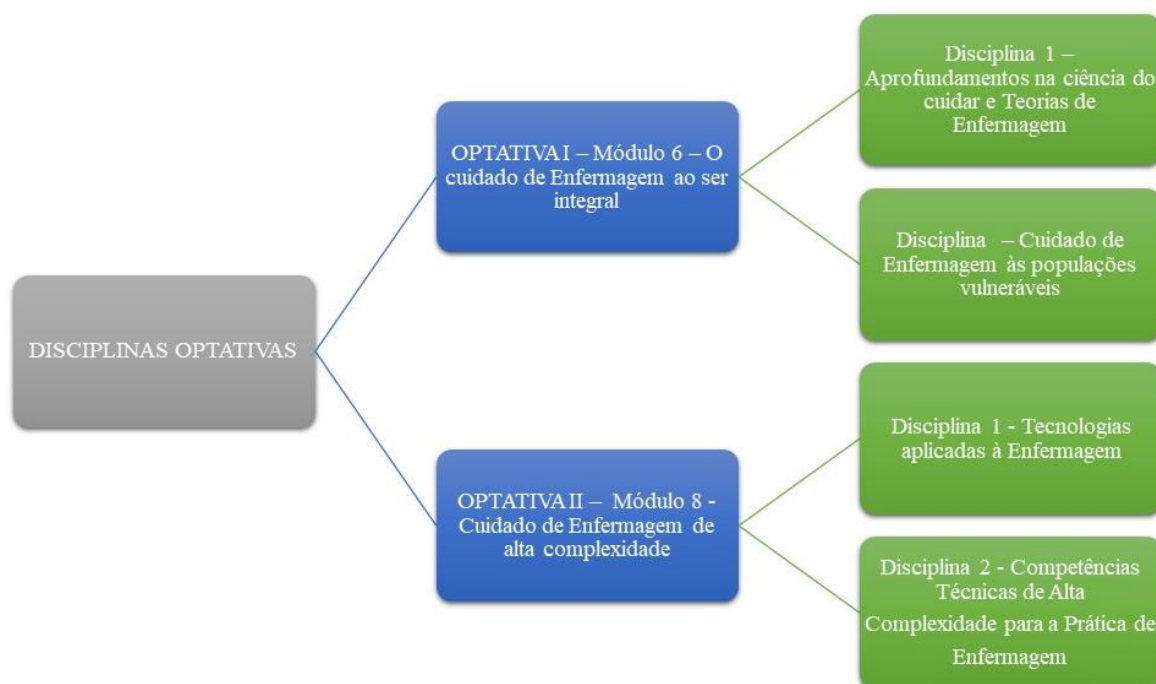 DISCIPLINAS OPTATIVAS
OPTATIVA I – Módulo 6 – O
cuidado de Enfermagem ao ser
integral
Disciplina 1 –
Aprofundamentos na ciência do
cuidar e Teorias de
Enfermagem
Disciplina – Cuidado de
Enfermagem às populações
vulneráveis
OPTATIVA II – Módulo 8 -
Cuidado de Enfermagem de
alta complexidade
Disciplina 1 - Tecnologias
aplicadas à Enfermagem
Disciplina 2 - Competências
Técnicas de Alta
Complexidade para a Prática de
Enfermagem